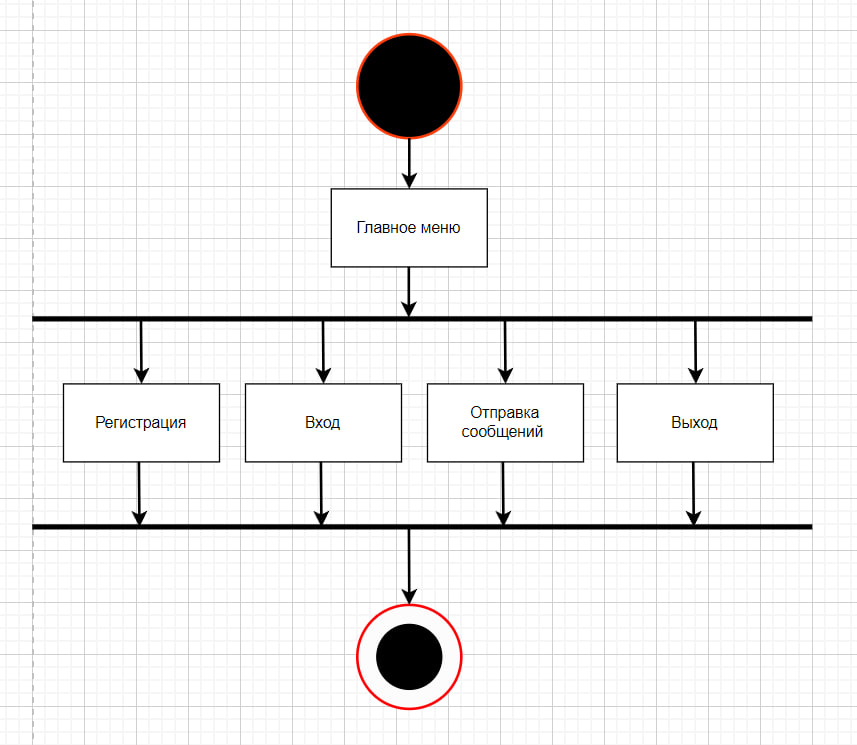 Главное меню
Регистрация
Вход
Отправка
сообщений
Выход